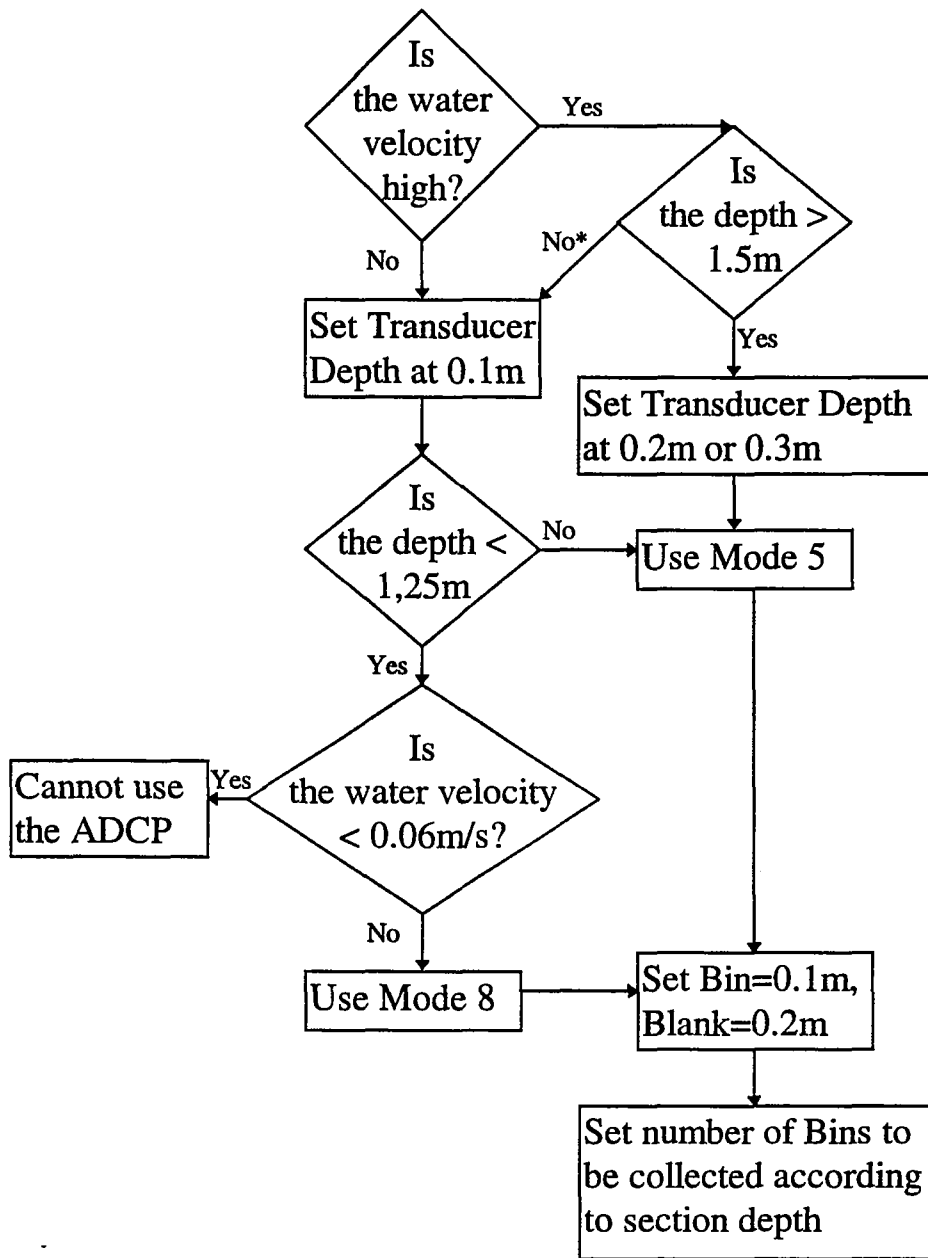 Is
the water
velocity
high?
Yes
Is
the depth >
1.5m
No*
No
Set Transducer
Depth at 0.1m
Yes
Set Transducer Depth
at 0.2m or 0.3m
Is
the depth <
1,25m
No
Use Mode 5
Yes
Is
the water velocity
< 0.06m/s?
Yes
Cannot use
the ADCP
No
Use Mode 8
Set Bin=0.1m,
Blank=0.2m
Set number of Bins to
be collected according
to section depth